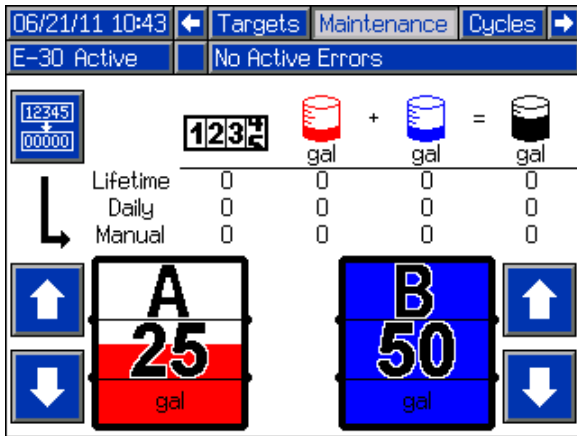 06/21/11 10:43 Targets Maintenance Cycles
E-30 Active No Active Errors
12345
00000
123
+ =
gal gal gal
Lifetime 0 0 0 0
Daily 0 0 0 0
Manual 0 0 0 0
A B
25 50
gal gal